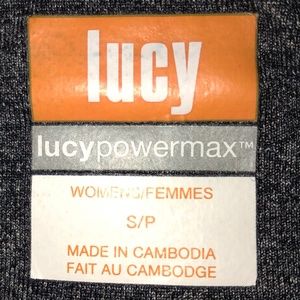 lucy
lucypowermax™
WOMENS/FEMMES
S/P
MADE IN CAMBODIA
FAIT AU CAMBODGE